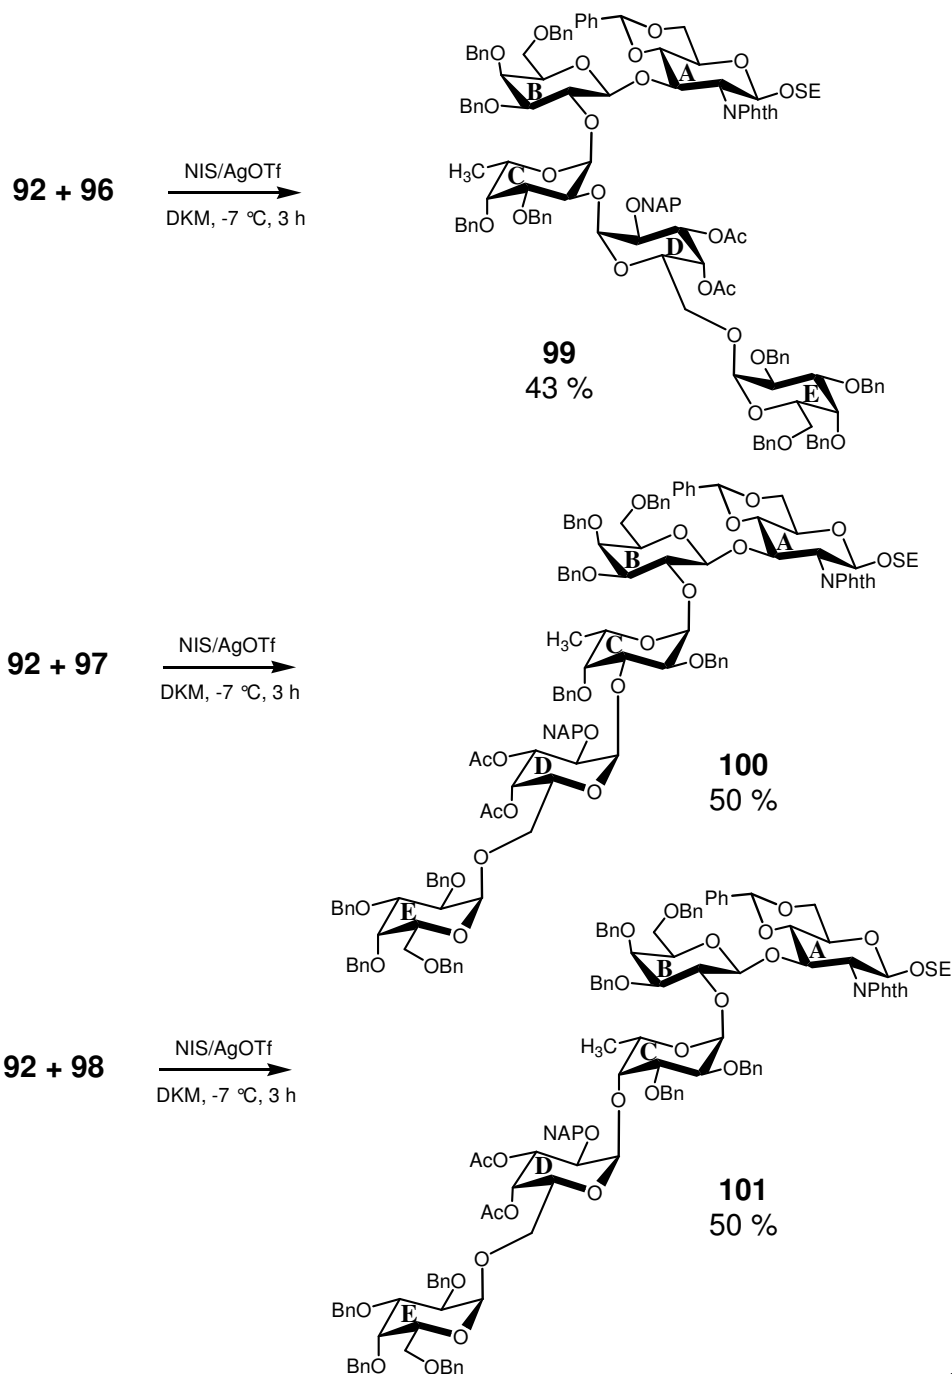 Ph O O O A OSE
OBn O NPhth
BnO O B O
BnO O
H3C O C O
BnO OBn
ONAP
D OAc
O OAc
O
OBn
OBn
E
O
BnO BnO
92 + 96
NIS/AgOTf
DKM, -7 °C, 3 h
99
43 %
Ph O O O A OSE
OBn O NPhth
BnO O B O
BnO O
H3C O C OBn
BnO O
NAPO
AcO D O
AcO
O
BnO
BnO E O
BnO OBn
92 + 97
NIS/AgOTf
DKM, -7 °C, 3 h
100
50 %
Ph O O O A OSE
OBn O NPhth
BnO O B O
BnO O
H3C O C OBn
O OBn
NAPO
AcO D O
AcO
O
BnO
BnO E O
BnO OBn
92 + 98
NIS/AgOTf
DKM, -7 °C, 3 h
101
50 %